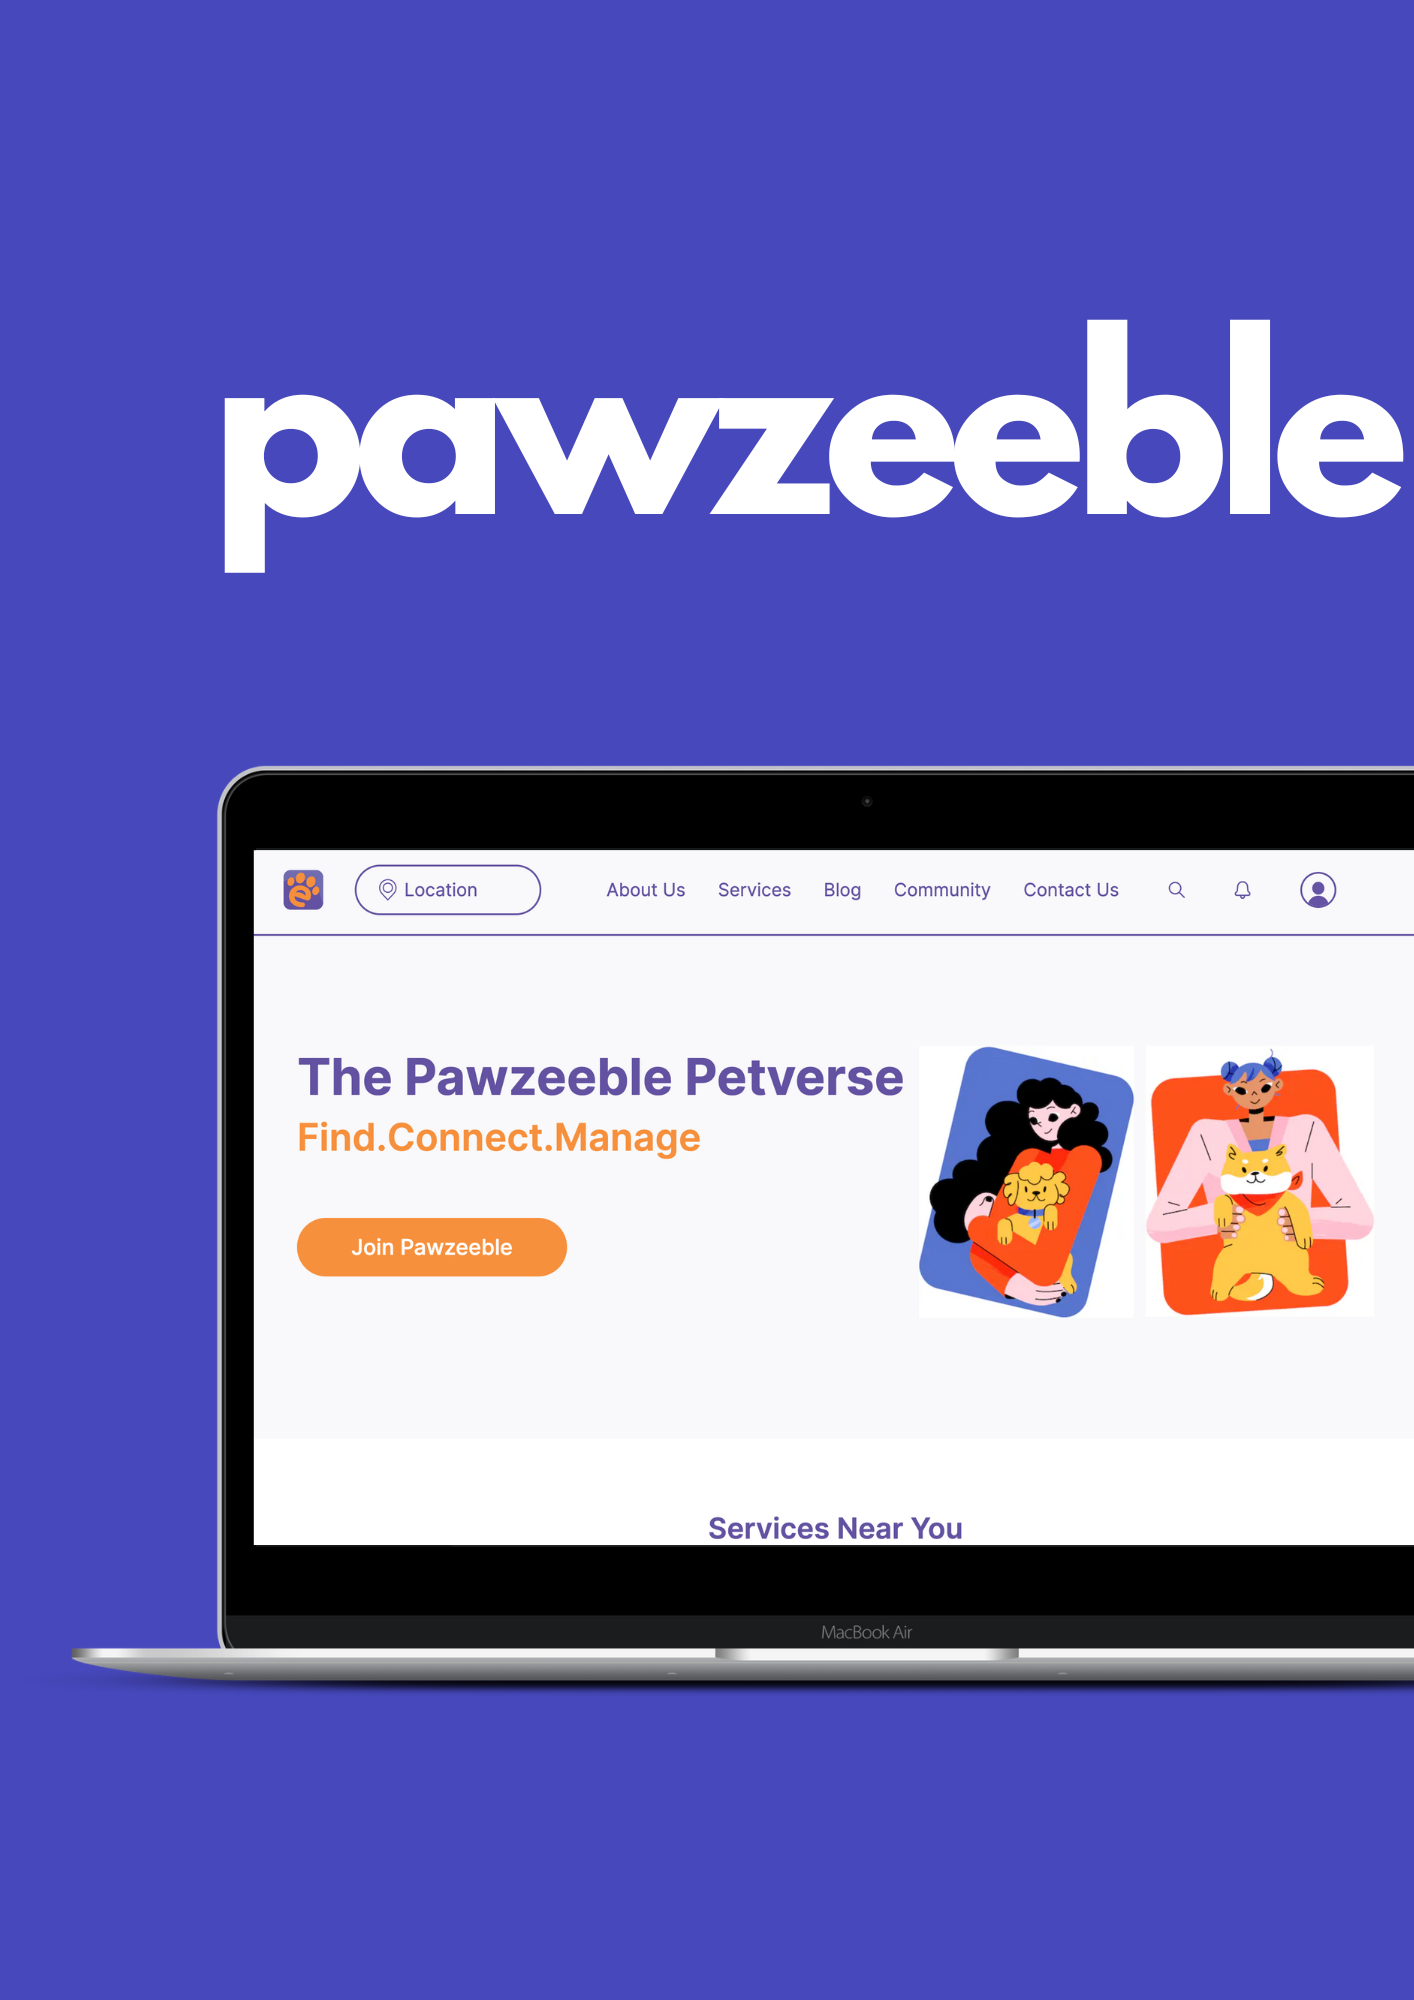 pawzeeble
Location About Us Services Blog Community Contact Us
The Pawzeeble Petverse
Find.Connect.Manage
Join Pawzeeble
Services Near You
MacBook Air